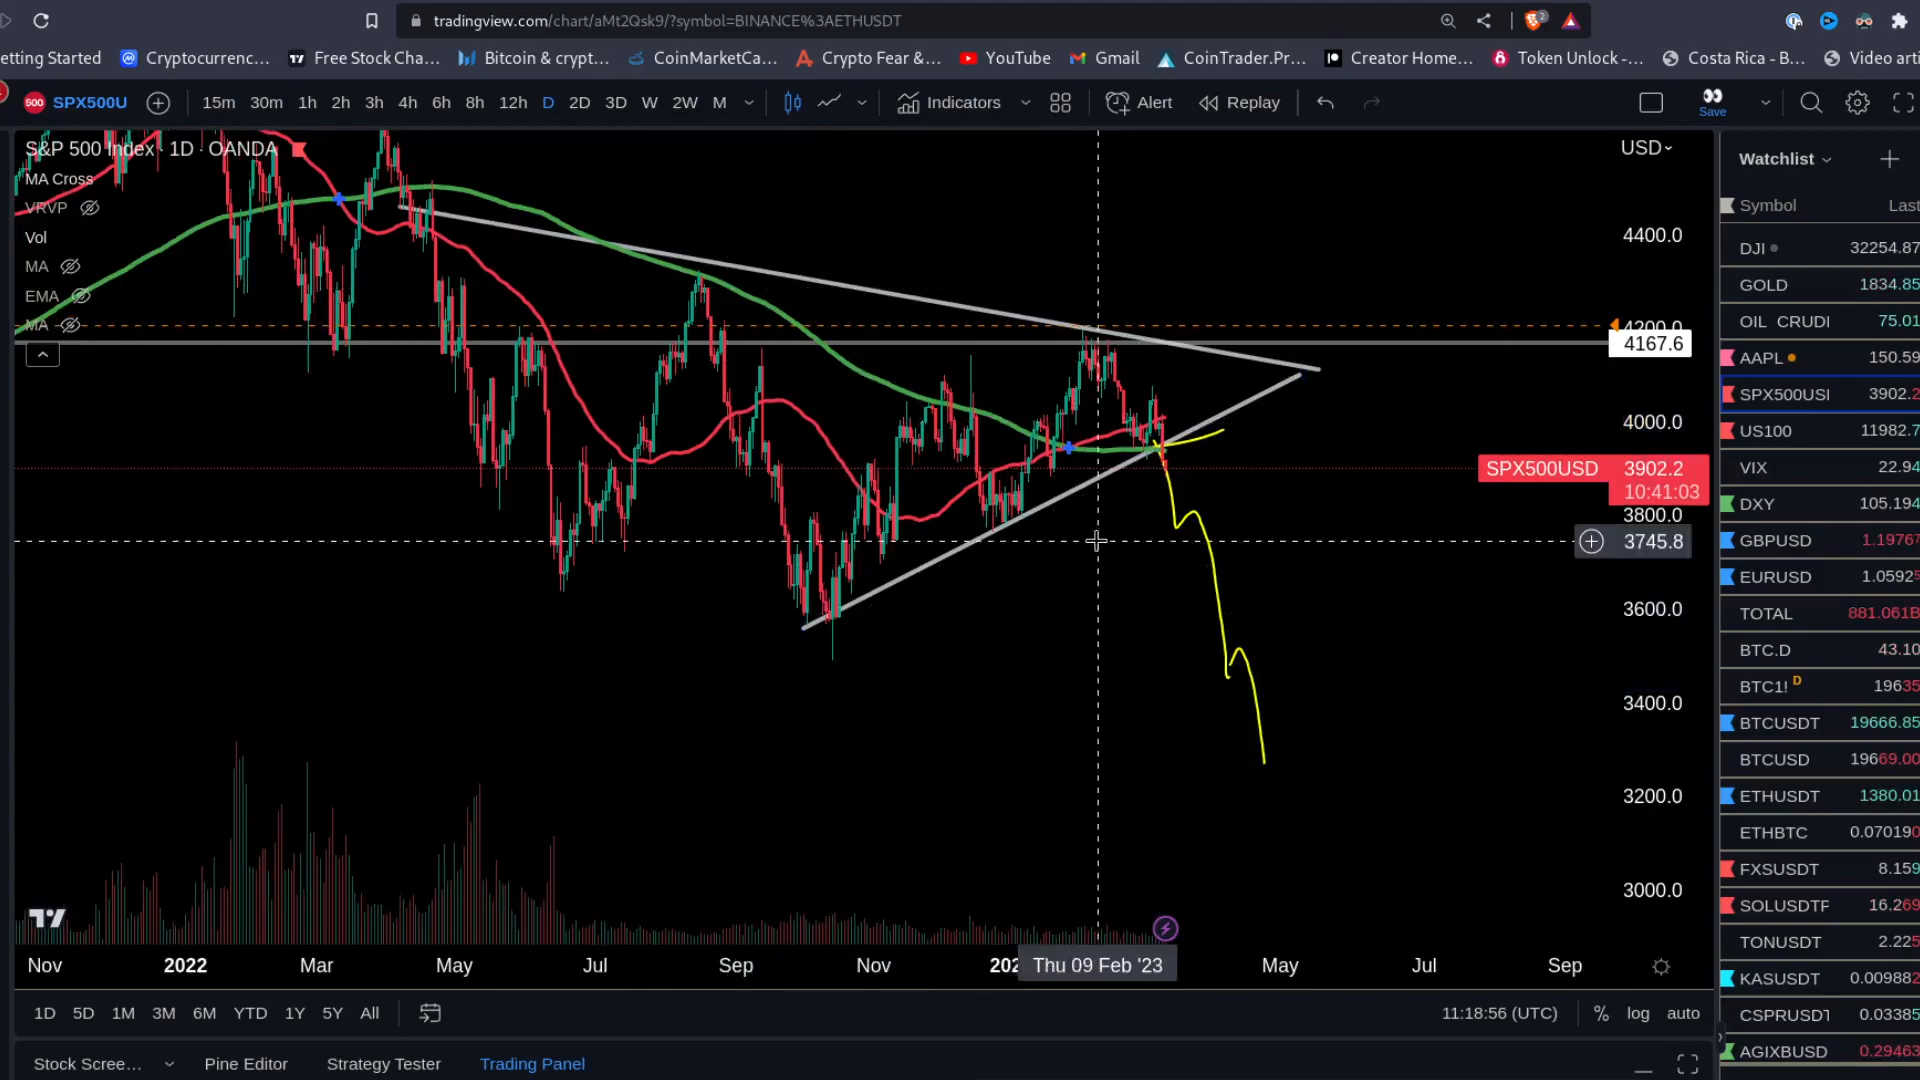 tradingview.com/chart/aMt2Qsk9/?symbol=BINANCE%3AETHUSDT
2
etting Started Cryptocurrenc... Free Stock Cha... Bitcoin & crypt... CoinMarketCa... Crypto Fear &... YouTube Gmail CoinTrader.Pr... Creator Home... Token Unlock -... Costa Rica - B... Video arti
500 SPX500U 15m 30m 1h 2h 3h 4h 6h 8h 12h D 2D 3D W 2W M Indicators Alert Replay Save
S&P 500 Index · 1D · OANDA
USD
MA Cross
VRVP
Vol
MA
EMA
MA
4400.0
4200.0
4167.6
4000.0
SPX500USD 3902.2
10:41:03
3800.0
3745.8
3600.0
3400.0
3200.0
3000.0
Nov 2022 Mar May Jul Sep Nov 202 Thu 09 Feb '23 May Jul Sep
1D 5D 1M 3M 6M YTD 1Y 5Y All 11:18:56 (UTC) % log auto
Stock Scree... Pine Editor Strategy Tester Trading Panel
Watchlist
Symbol Last
DJI 32254.87
GOLD 1834.85
OIL CRUDI 75.01
AAPL 150.59
SPX500USI 3902.2
US100 11982.7
VIX 22.94
DXY 105.194
GBPUSD 1.19767
EURUSD 1.05925
TOTAL 881.061B
BTC.D 43.10
BTC1! D 19635
BTCUSDT 19666.85
BTCUSD 19669.00
ETHUSDT 1380.01
ETHBTC 0.070190
FXSUSDT 8.159
SOLUSDTF 16.269
TONUSDT 2.225
KASUSDT 0.009882
CSPRUSDT 0.03385
AGIXBUSD 0.29463